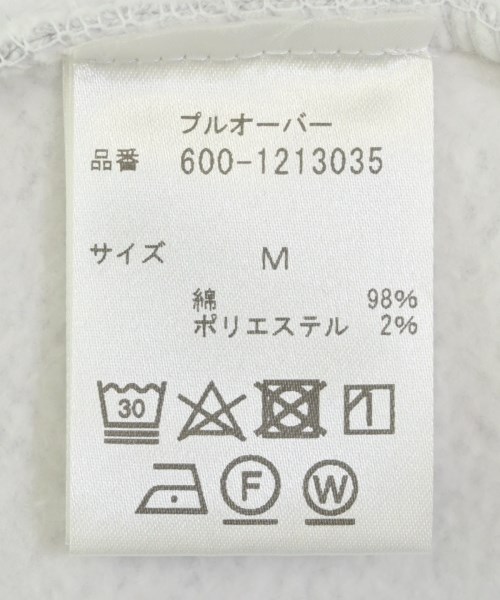 プルオーバー
品番 600-1213035
サイズ M
綿 98%
ポリエステル 2%
30
F W